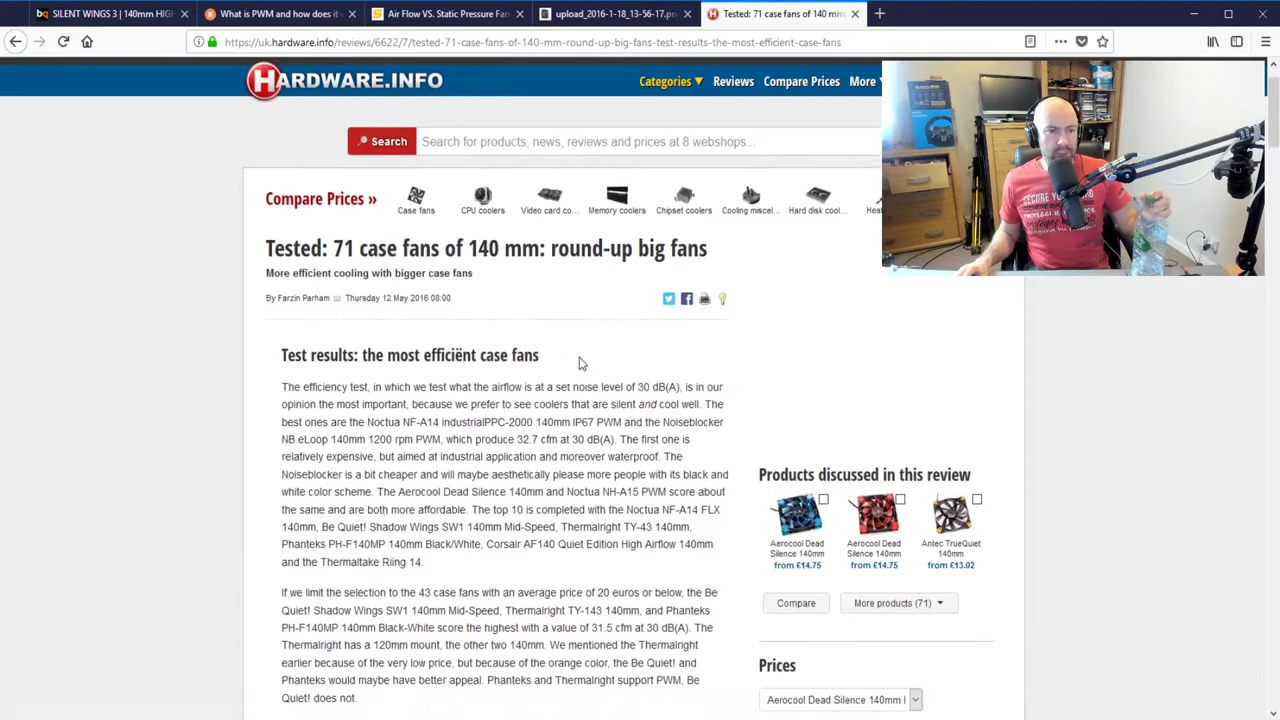 SILENT WINGS 3 | 140mm HIGH
What is PWM and how does it s
Air Flow VS. Static Pressure Fan
upload_2016-1-18_13-56-17.pn
Tested: 71 case fans of 140 mm:
https://uk.hardware.info/reviews/6622/7/tested-71-case-fans-of-140-mm-round-up-big-fans-test-results-the-most-efficient-case-fans
HARDWARE.INFO
Categories ▼ Reviews Compare Prices More
Search
Search for products, news, reviews and prices at 8 webshops...
Compare Prices »
Case fans
CPU coolers
Video card co...
Memory coolers
Chipset coolers
Cooling miscel...
Hard disk cool...
Tested: 71 case fans of 140 mm: round-up big fans
More efficient cooling with bigger case fans
By Farzin Parham Thursday 12 May 2016 08:00
Test results: the most efficiënt case fans
The efficiency test, in which we test what the airflow is at a set noise level of 30 dB(A), is in our
opinion the most important, because we prefer to see coolers that are silent and cool well. The
best ones are the Noctua NF-A14 industrialPPC-2000 140mm IP67 PWM and the Noiseblocker
NB eLoop 140mm 1200 rpm PWM, which produce 32.7 cfm at 30 dB(A). The first one is
relatively expensive, but aimed at industrial application and moreover waterproof. The
Noiseblocker is a bit cheaper and will maybe aesthetically please more people with its black and
white color scheme. The Aerocool Dead Silence 140mm and Noctua NH-A15 PWM score about
the same and are both more affordable. The top 10 is completed with the Noctua NF-A14 FLX
140mm, Be Quiet! Shadow Wings SW1 140mm Mid-Speed, Thermalright TY-43 140mm,
Phanteks PH-F140MP 140mm Black/White, Corsair AF140 Quiet Edition High Airflow 140mm
and the Thermaltake Riing 14.
If we limit the selection to the 43 case fans with an average price of 20 euros or below, the Be
Quiet! Shadow Wings SW1 140mm Mid-Speed, Thermalright TY-143 140mm, and Phanteks
PH-F140MP 140mm Black-White score the highest with a value of 31.5 cfm at 30 dB(A). The
Thermalright has a 120mm mount, the other two 140mm. We mentioned the Thermalright
earlier because of the very low price, but because of the orange color, the Be Quiet! and
Phanteks would maybe have better appeal. Phanteks and Thermalright support PWM, Be
Quiet! does not.
Products discussed in this review
Aerocool Dead
Silence 140mm
from £14.75
Aerocool Dead
Silence 140mm
from £14.75
Antec TrueQuiet
140mm
from £13.02
Compare
More products (71)
Prices
Aerocool Dead Silence 140mm